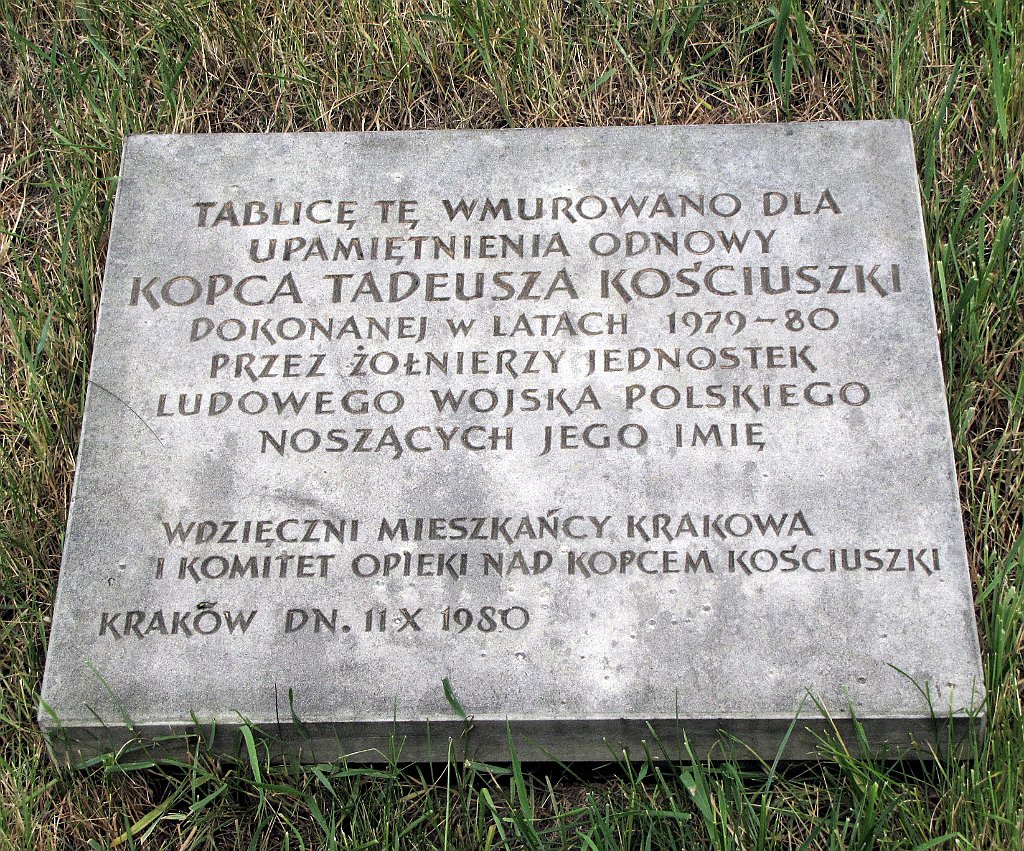 TABLICĘ TĘ WMUROWANO DLA
UPAMIĘTNIENIA ODNOWY
KOPCA TADEUSZA KOŚCIUSZKI
DOKONANEJ W LATACH 1979-80
PRZEZ ŻOŁNIERZY JEDNOSTEK
LUDOWEGO WOJSKA POLSKIEGO
NOSZĄCYCH JEGO IMIĘ
WDZIĘCZNI MIESZKAŃCY KRAKOWA
I KOMITET OPIEKI NAD KOPCEM KOŚCIUSZKI
KRAKÓW DN. 11 X 1980